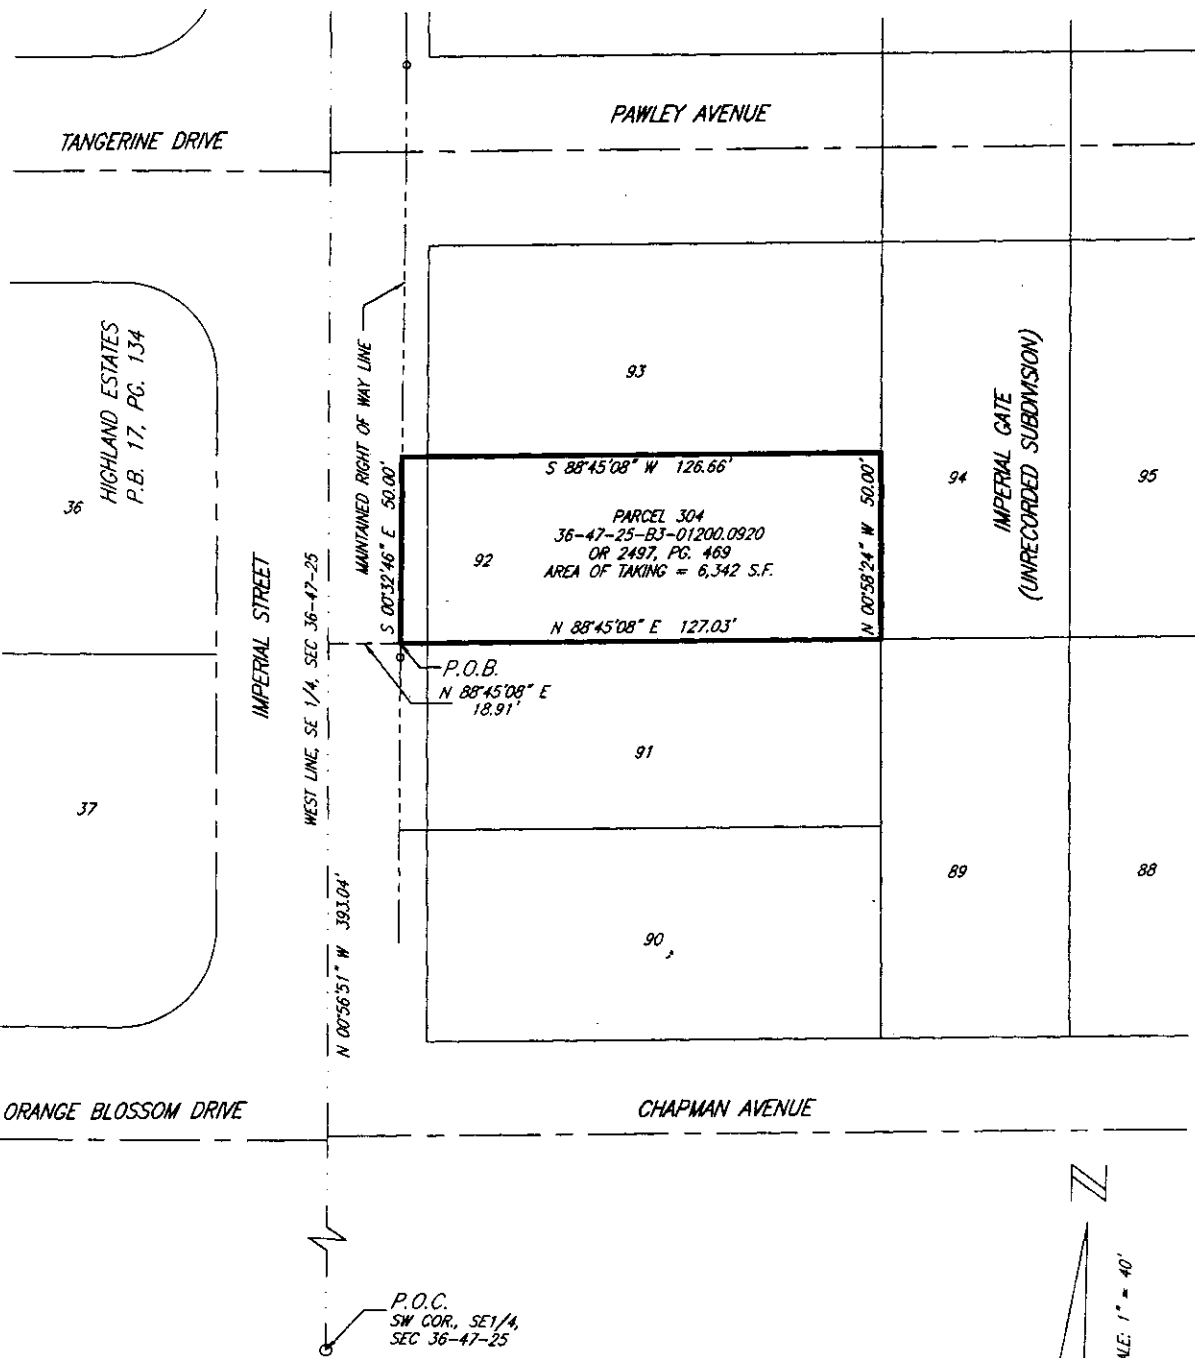 TANGERINE DRIVE
PAWLEY AVENUE
HIGHLAND ESTATES
P.B. 17, PG. 134
MAINTAINED RIGHT OF WAY LINE
93
IMPERIAL GATE
(UNRECORDED SUBDIVISION)
36
94
95
S 88°45'08" W 126.66'
S 00°32'46" E 50.00'
N 00°58'24" W 50.00'
PARCEL 304
36-47-25-B3-01200.0920
OR 2497, PG. 469
AREA OF TAKING = 6,342 S.F.
92
N 88°45'08" E 127.03'
IMPERIAL STREET
WEST LINE, SE 1/4, SEC 36-47-25
P.O.B.
N 88°45'08" E
18.91'
91
37
89
88
N 00°56'51" W 393.04'
90
ORANGE BLOSSOM DRIVE
CHAPMAN AVENUE
N
P.O.C.
SW COR., SE1/4,
SEC 36-47-25
ALE: 1" = 40'